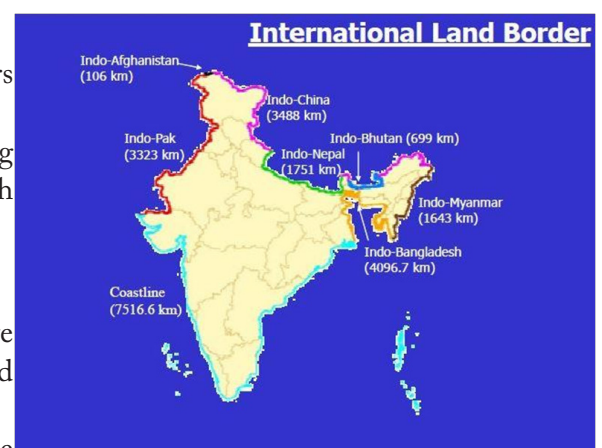 International Land Border
Indo-Afghanistan
(106 km)
Indo-China
(3488 km)
Indo-Pak
(3323 km)
Indo-Bhutan (699 km)
Indo-Nepal
(1751 km)
Indo-Myanmar
(1643 km)
Indo-Bangladesh
(4096.7 km)
Coastline
(7516.6 km)